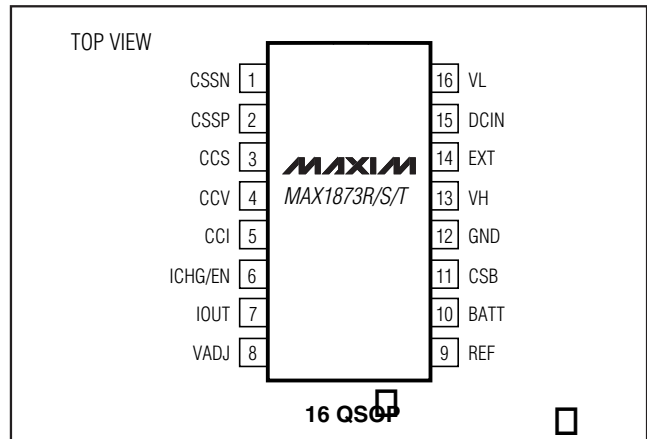 TOP VIEW
CSSN 1
CSSP 2
CCS 3
CCV 4
CCI 5
ICHG/EN 6
IOUT 7
VADJ 8
MAXIM
MAX1873R/S/T
16 VL
15 DCIN
14 EXT
13 VH
12 GND
11 CSB
10 BATT
9 REF
16 QSOP